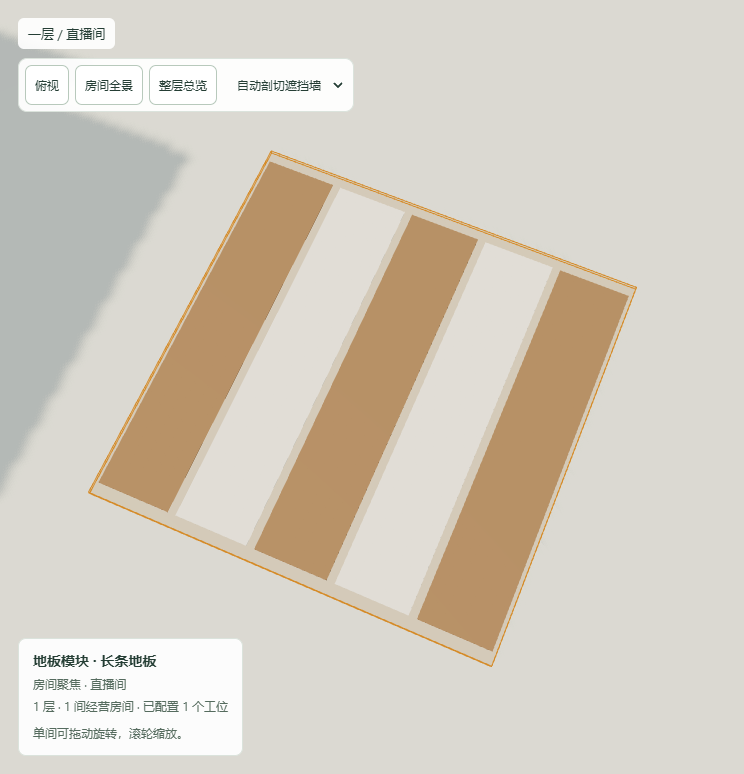 一层 / 直播间
俯视 房间全景 整层总览 自动剖切遮挡墙
地板模块 · 长条地板
房间聚焦 · 直播间
1 层 · 1 间经营房间 · 已配置 1 个工位
单间可拖动旋转，滚轮缩放。